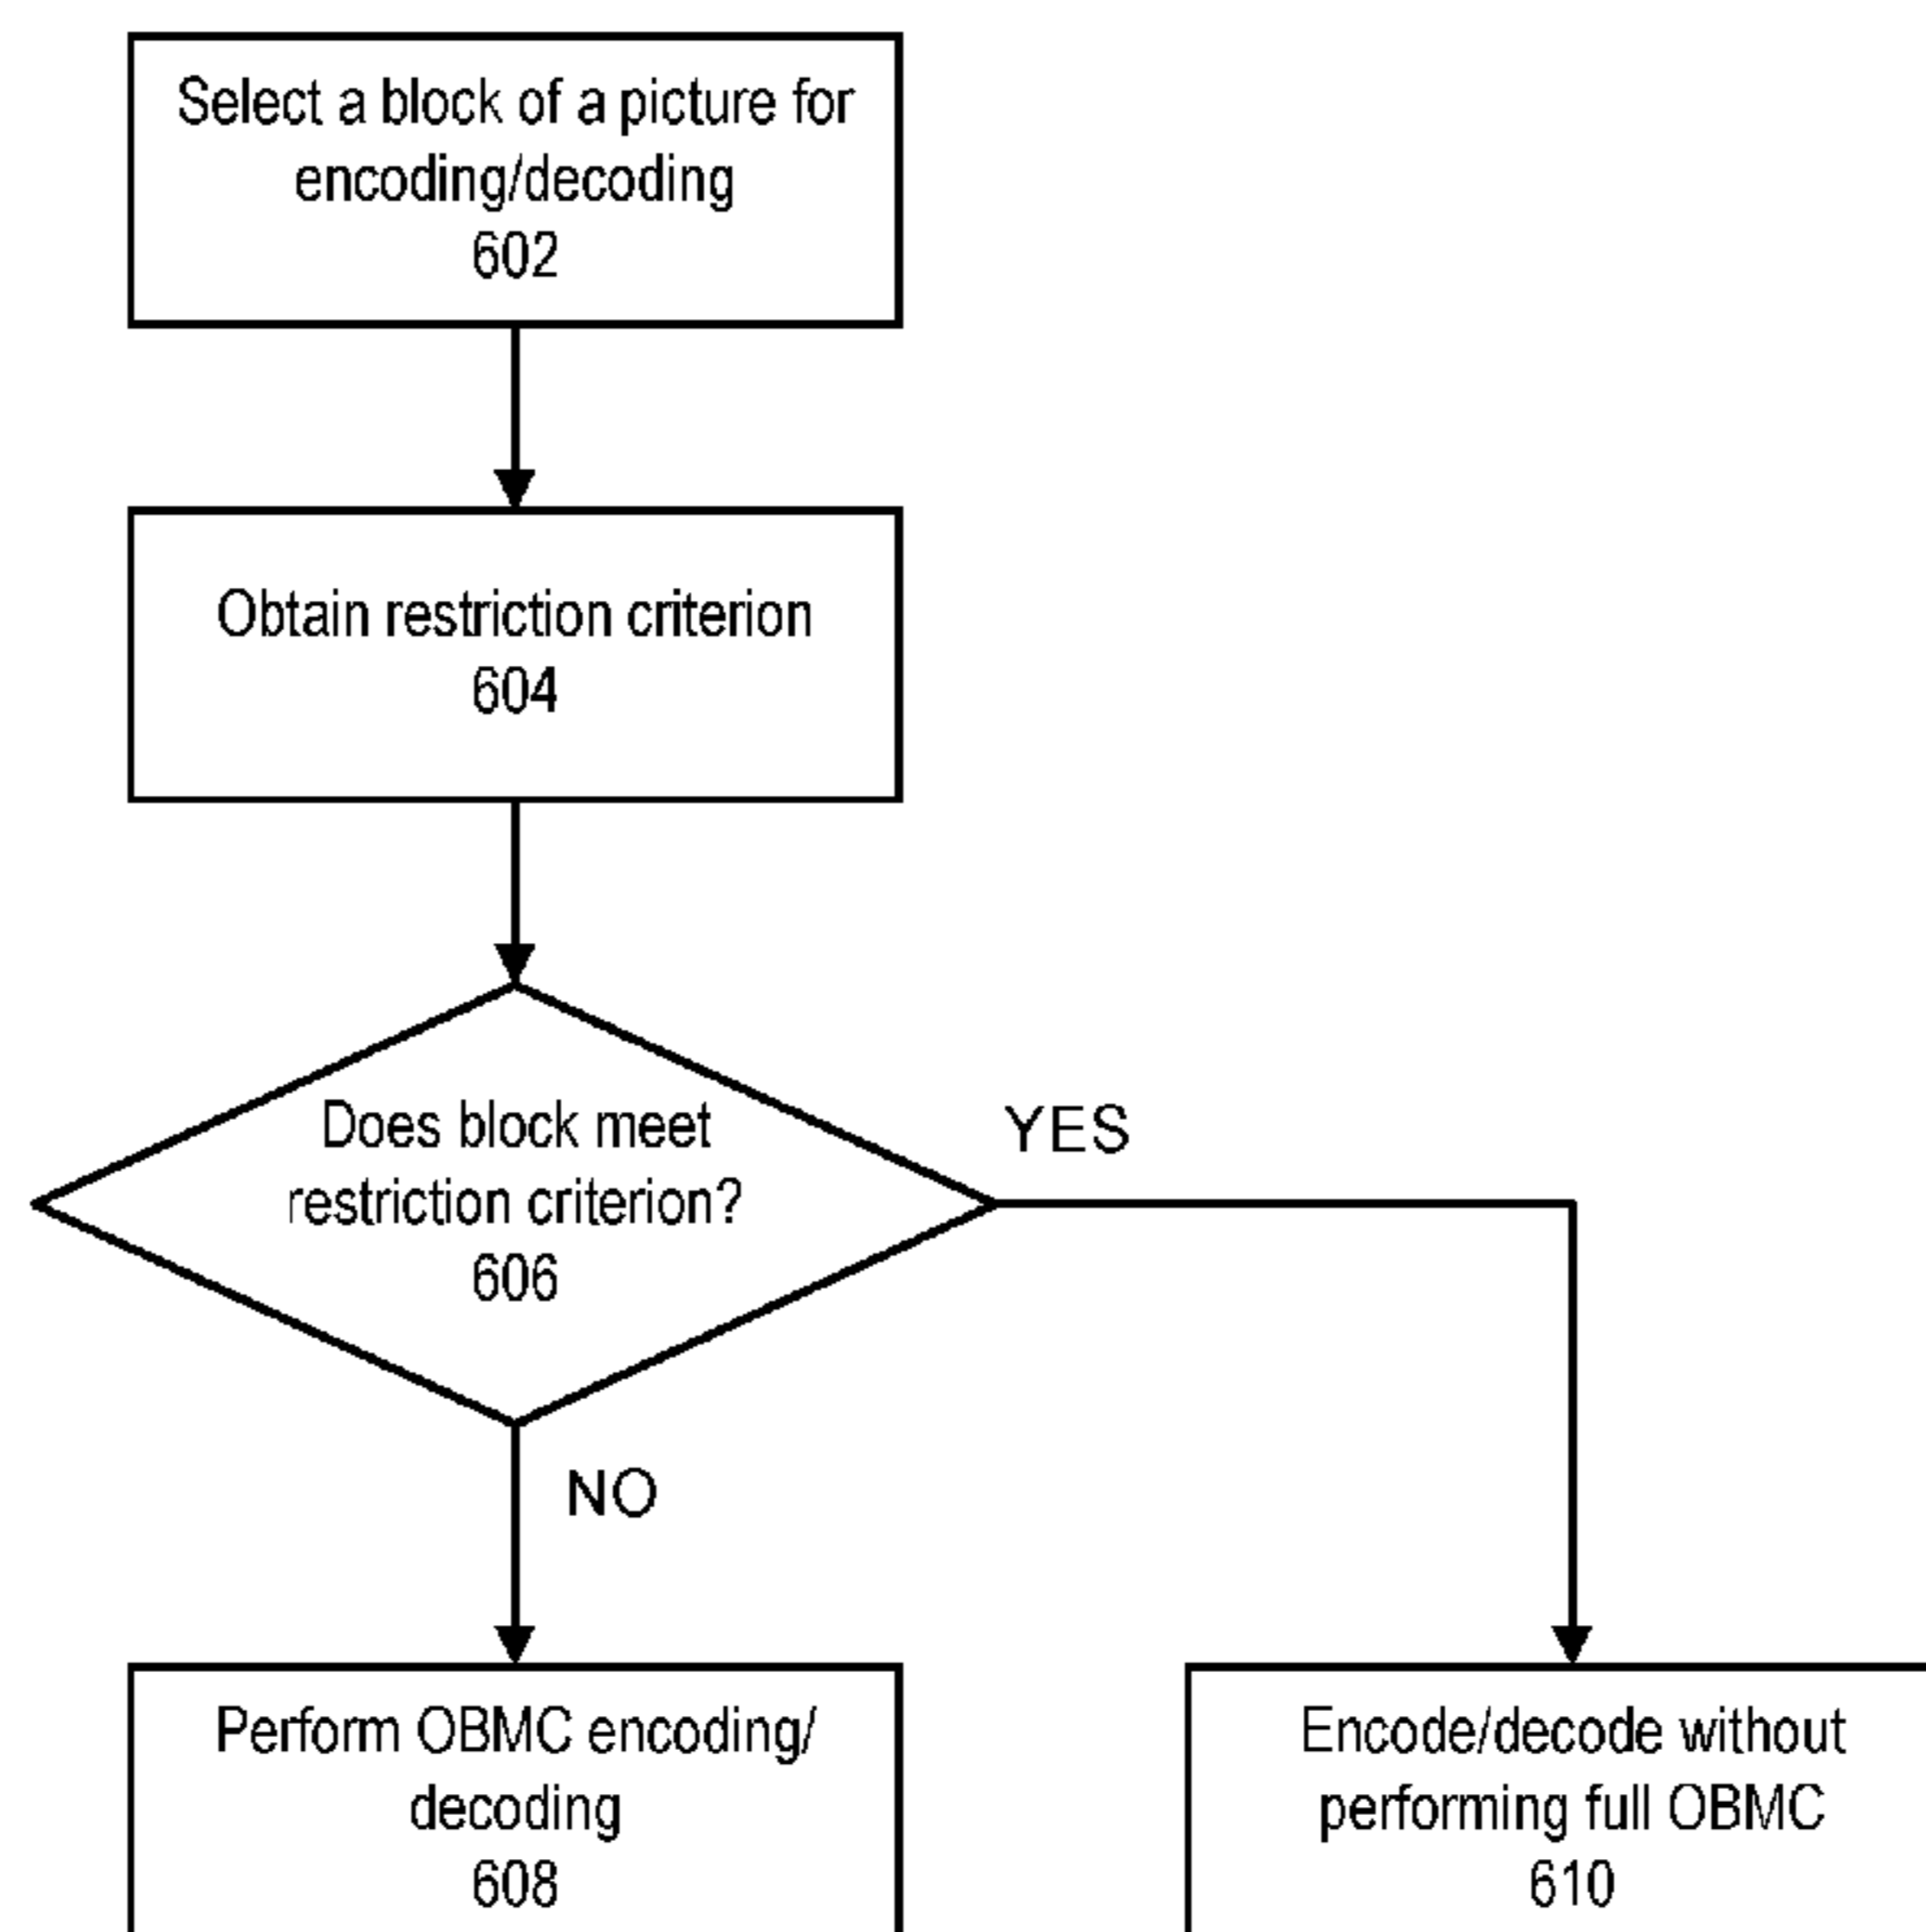 Select a block of a picture for
encoding/decoding
602
Obtain restriction criterion
604
Does block meet
restriction criterion?
606
YES
NO
Perform OBMC encoding/
decoding
608
Encode/decode without
performing full OBMC
610